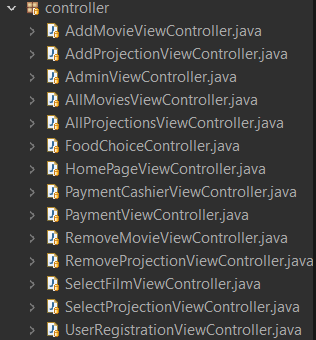 controller
AddMovieViewController.java
AddProjectionViewController.java
AdminViewController.java
AllMoviesViewController.java
AllProjectionsViewController.java
FoodChoiceController.java
HomePageViewController.java
PaymentCashierViewController.java
PaymentViewController.java
RemoveMovieViewController.java
RemoveProjectionViewController.java
SelectFilmViewController.java
SelectProjectionViewController.java
UserRegistrationViewController.java